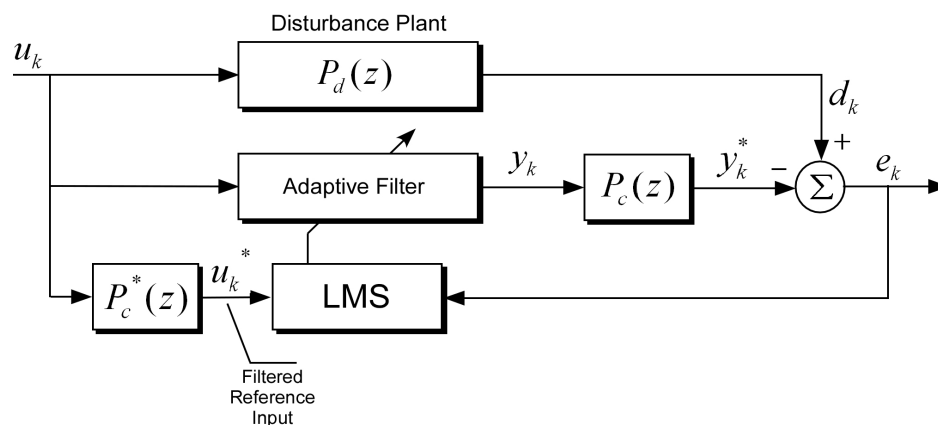 Disturbance Plant
u_k
P_d(z)
d_k
+
Adaptive Filter
y_k
P_c(z)
y_k^*
−
Σ
e_k
P_c^*(z)
u_k^*
LMS
Filtered
Reference
Input